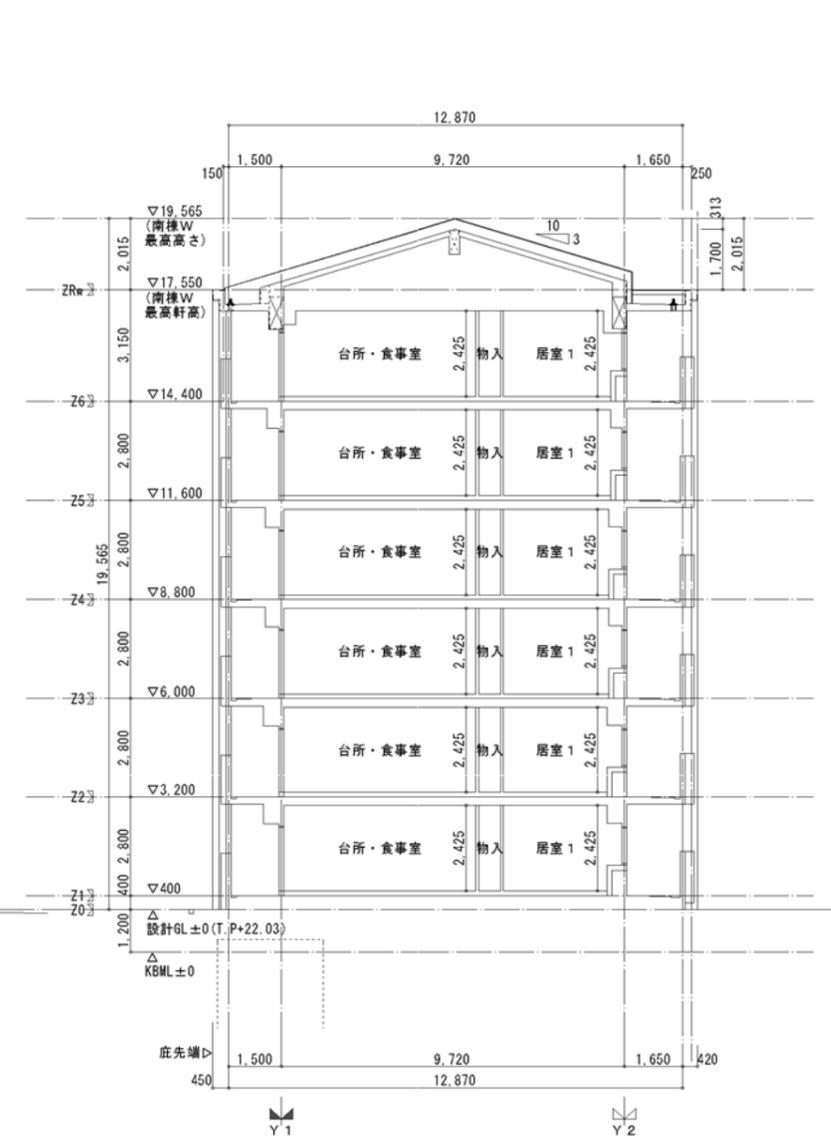 12,870
150
1,500
9,720
1,650
250
▽19,565
(南棟W
最高高さ)
10
3
313
1,700
2,015
2,015
ZRw
▽17,550
(南棟W
最高軒高)
3,150
台所・食事室
2,425
物入
居室1
2,425
Z6
▽14,400
2,800
台所・食事室
2,425
物入
居室1
2,425
Z5
▽11,600
19,565
2,800
台所・食事室
2,425
物入
居室1
2,425
Z4
▽8,800
2,800
台所・食事室
2,425
物入
居室1
2,425
Z3
▽6,000
2,800
台所・食事室
2,425
物入
居室1
2,425
Z2
▽3,200
2,800
台所・食事室
2,425
物入
居室1
2,425
Z1
400
▽400
Z0
1,200
△
設計GL±0(T.P+22.03)
△
KBML±0
庇先端▷
1,500
9,720
1,650
420
450
12,870
Y1
Y2